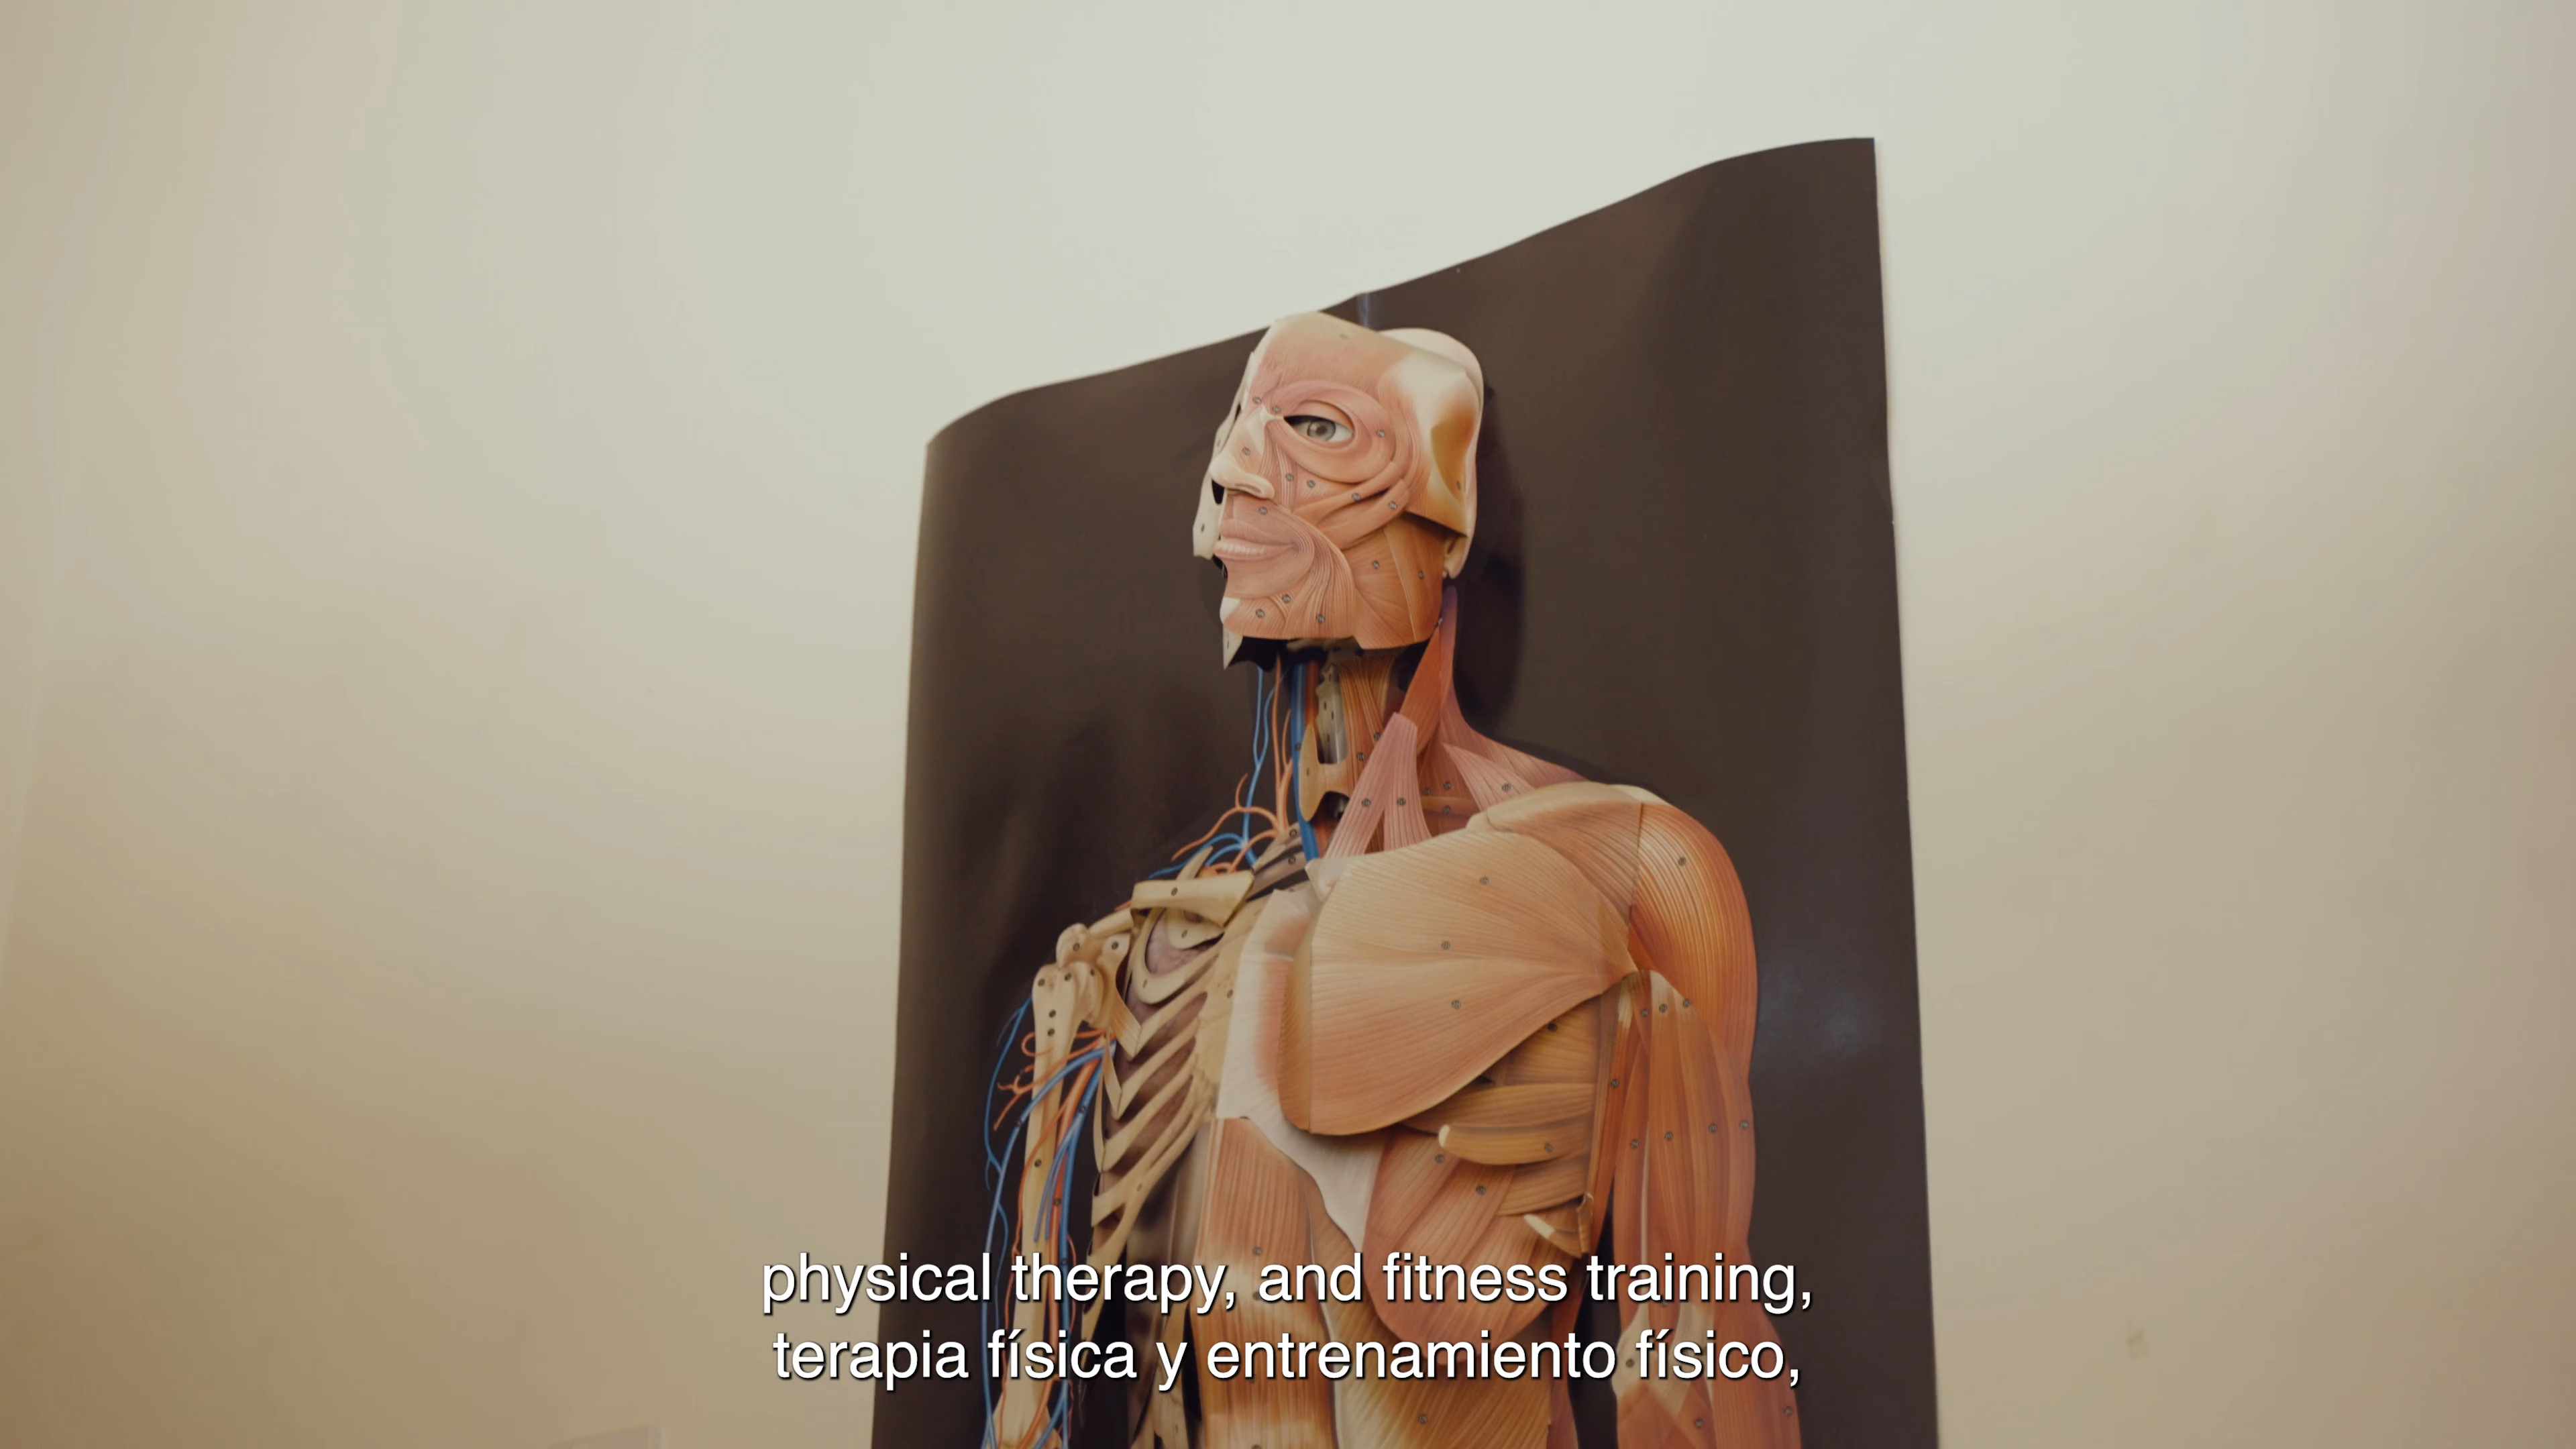 physical therapy, and fitness training,
terapia física y entrenamiento físico,